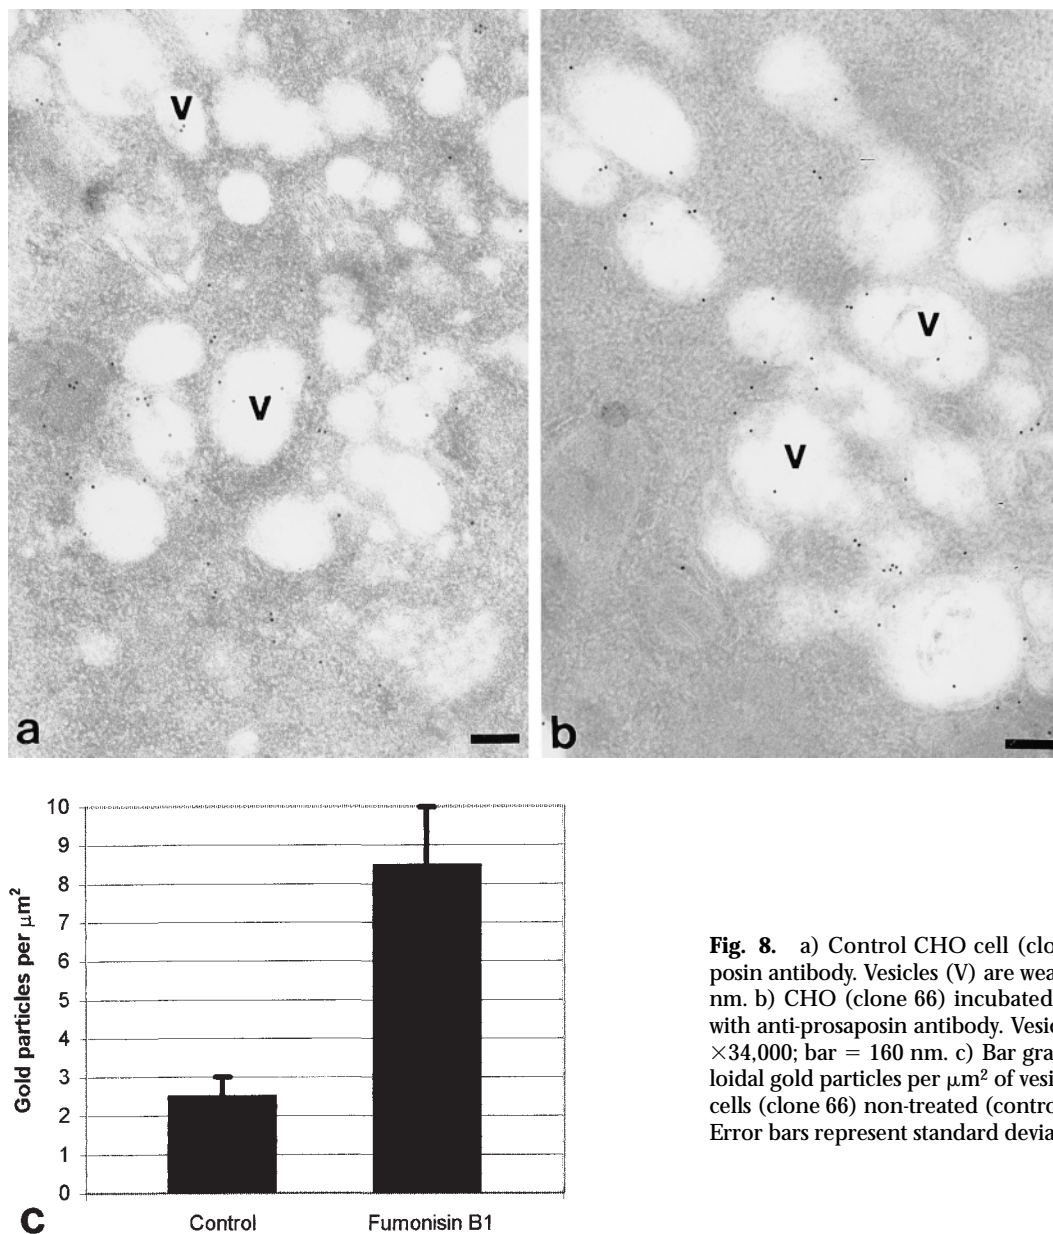 V
V
a
V
V
b
10
9
8
7
6
5
4
3
2
1
0
Gold particles per μm²
Control Fumonisin B1
c
Fig. 8. a) Control CHO cell (clo
posin antibody. Vesicles (V) are wea
nm. b) CHO (clone 66) incubated
with anti-prosaposin antibody. Vesic
×34,000; bar = 160 nm. c) Bar gra
loidal gold particles per μm² of vesi
cells (clone 66) non-treated (contro
Error bars represent standard devia